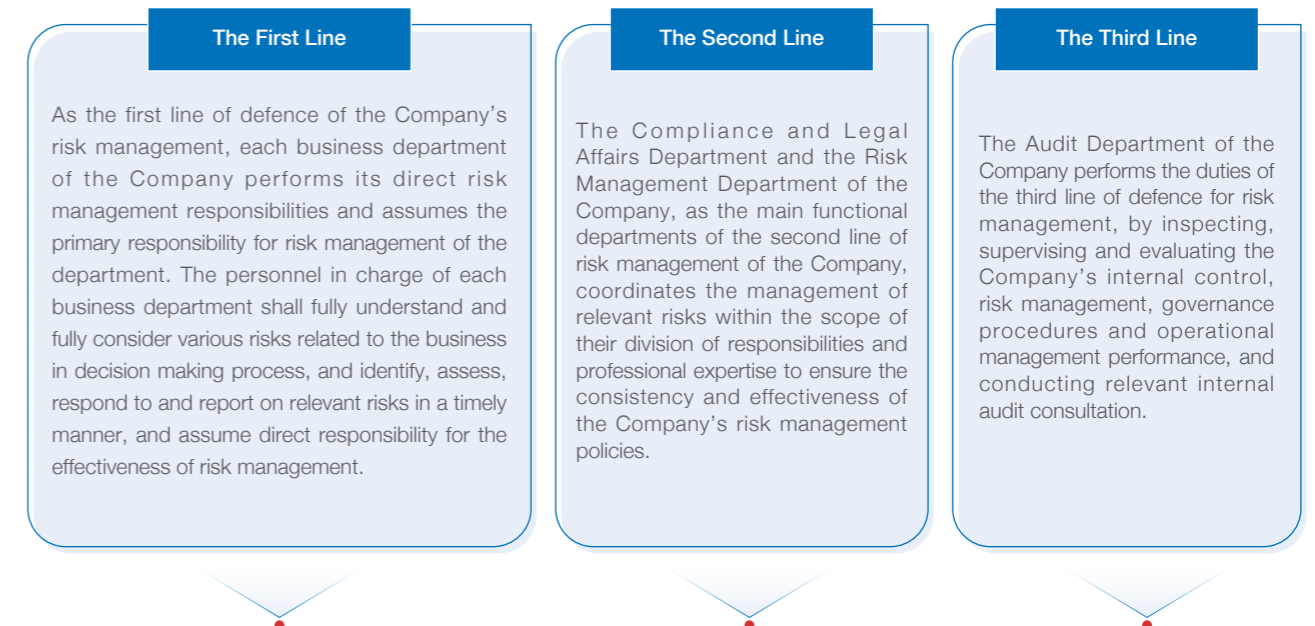 The First Line
As the first line of defence of the Company’s
risk management, each business department
of the Company performs its direct risk
management responsibilities and assumes the
primary responsibility for risk management of the
department. The personnel in charge of each
business department shall fully understand and
fully consider various risks related to the business
in decision making process, and identify, assess,
respond to and report on relevant risks in a timely
manner, and assume direct responsibility for the
effectiveness of risk management.
The Second Line
The Compliance and Legal
Affairs Department and the Risk
Management Department of the
Company, as the main functional
departments of the second line of
risk management of the Company,
coordinates the management of
relevant risks within the scope of
their division of responsibilities and
professional expertise to ensure the
consistency and effectiveness of
the Company’s risk management
policies.
The Third Line
The Audit Department of the
Company performs the duties of
the third line of defence for risk
management, by inspecting,
supervising and evaluating the
Company’s internal control,
risk management, governance
procedures and operational
management performance, and
conducting relevant internal
audit consultation.